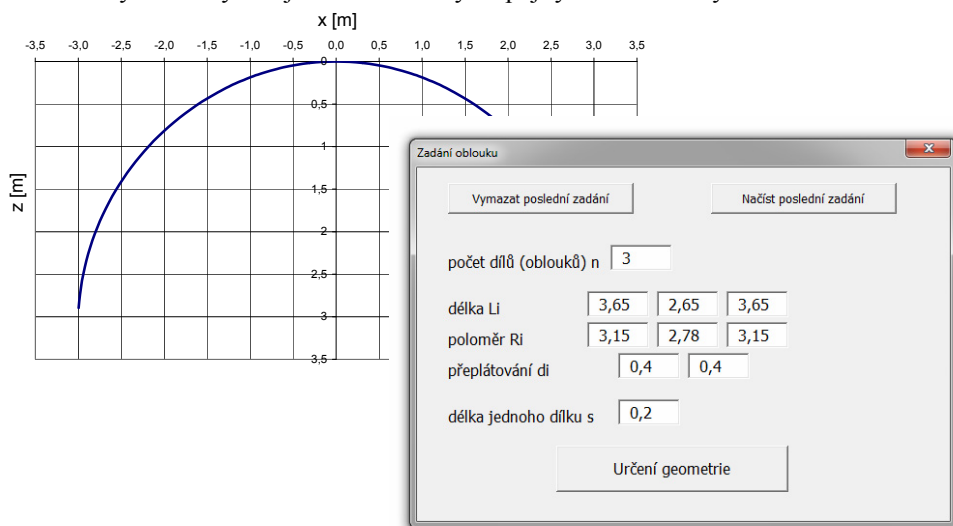 x [m]
-3,5 -3,0 -2,5 -2,0 -1,5 -1,0 -0,5 0,0 0,5 1,0 1,5 2,0 2,5 3,0 3,5
0
0,5
1
1,5
z [m]
2
2,5
3
3,5
Zadání oblouku
Vymazat poslední zadání Načíst poslední zadání
počet dílů (oblouků) n 3
délka Li 3,65 2,65 3,65
poloměr Ri 3,15 2,78 3,15
přeplátování di 0,4 0,4
délka jednoho dílku s 0,2
Určení geometrie